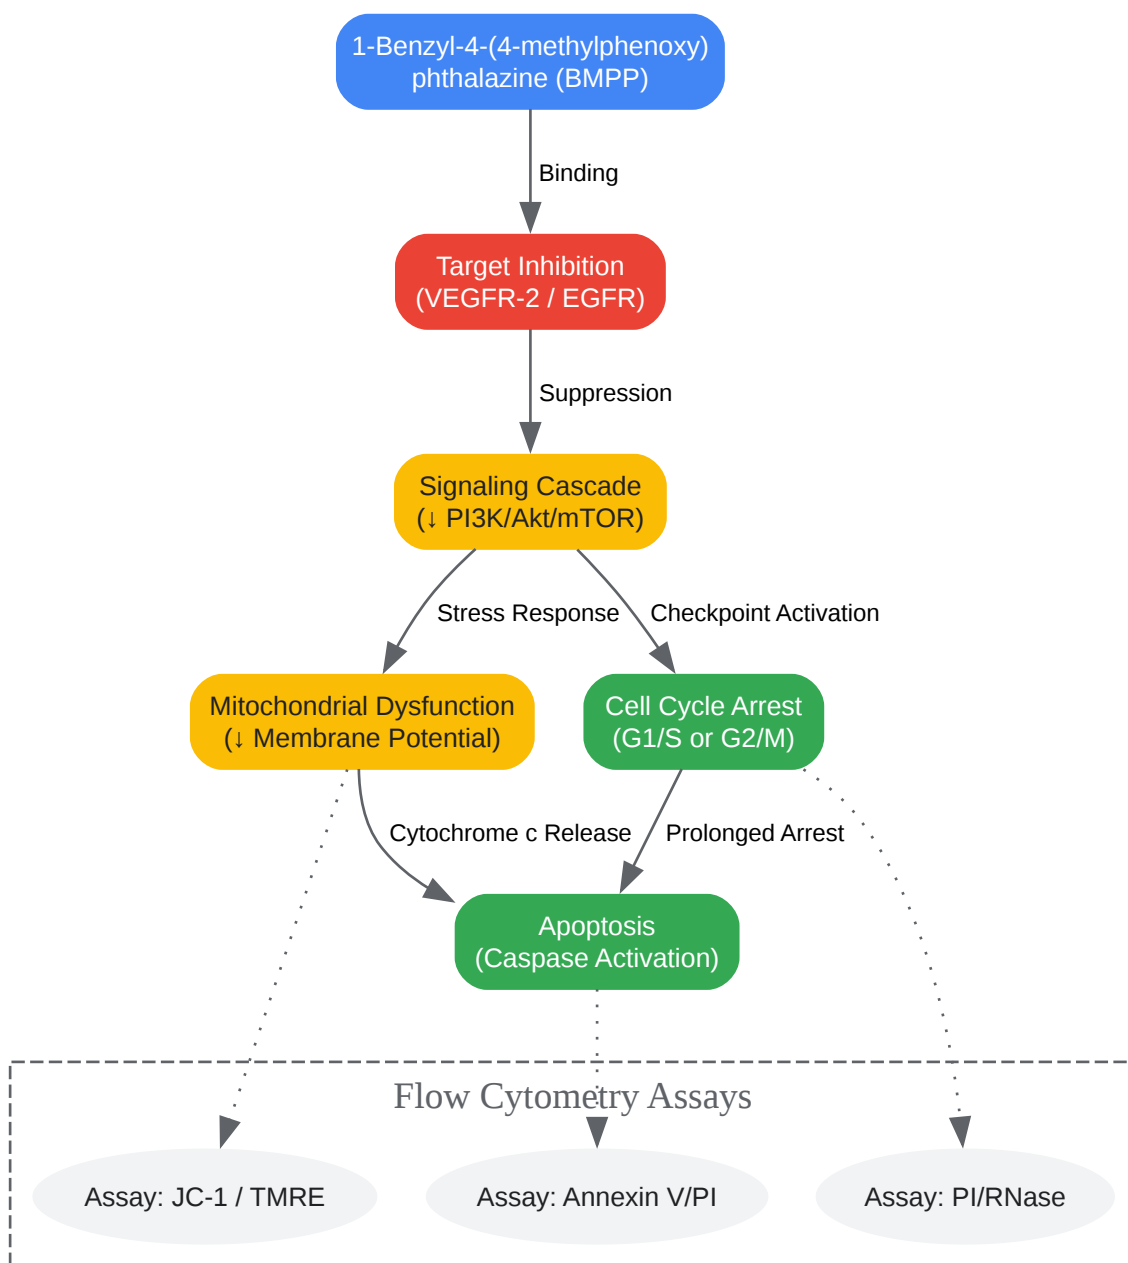 1-Benzyl-4-(4-methylphenoxy)
phthalazine (BMPP)
Binding
Target Inhibition
(VEGFR-2 / EGFR)
Suppression
Signaling Cascade
(↓ PI3K/Akt/mTOR)
Stress Response
Checkpoint Activation
Mitochondrial Dysfunction
(↓ Membrane Potential)
Cell Cycle Arrest
(G1/S or G2/M)
Cytochrome c Release
Prolonged Arrest
Apoptosis
(Caspase Activation)
Flow Cytometry Assays
Assay: JC-1 / TMRE
Assay: Annexin V/PI
Assay: PI/RNase